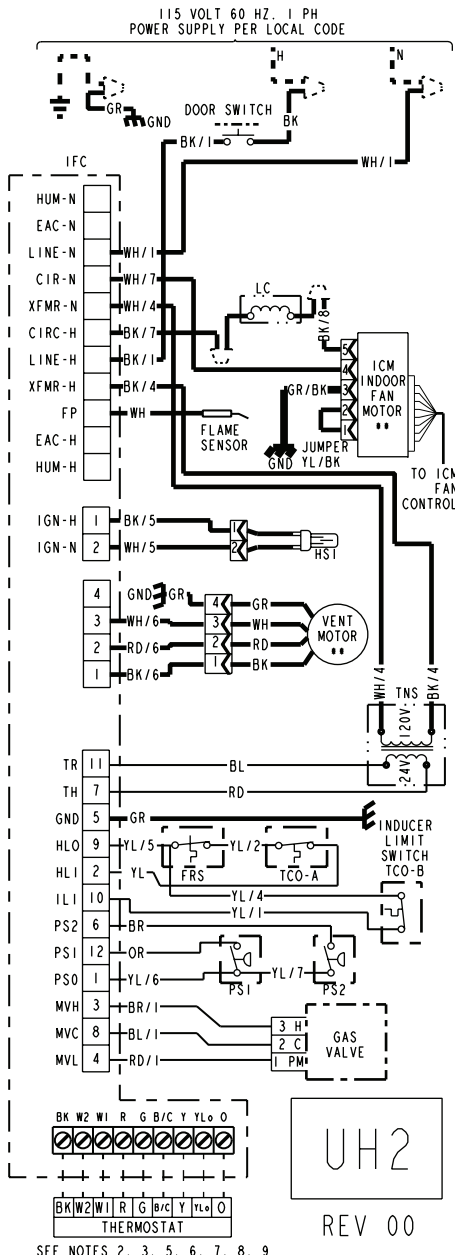 115 VOLT 60 HZ. 1 PH
POWER SUPPLY PER LOCAL CODE
H
N
GR
GND
DOOR SWITCH
BK
BK/1
WH/1
IFC
HUM-N
EAC-N
LINE-N WH/1
CIR-N WH/7
XFMR-N WH/4
CIRC-H BK/7
LINE-H BK/1
XFMR-H BK/4
FP WH
EAC-H
HUM-H
LC
BK/8
5
4
3
2
1
ICM
INDOOR
FAN
MOTOR
**
GR/BK
FLAME
SENSOR
GND
JUMPER
YL/BK
TO ICM
FAN
CONTROL
IGN-H 1 BK/5 1
IGN-N 2 WH/5 2
HSI
4 GND GR 4 GR
3 WH/6 3 WH
2 RD/6 2 RD
1 BK/6 1 BK
VENT
MOTOR
**
WH/4
BK/4
TNS
120V
24V
TR 11 BL
TH 7 RD
GND 5 GR
HLO 9 YL/5 YL/2
HLI 2 YL
FRS
TCO-A
INDUCER
LIMIT
SWITCH
TCO-B
YL/4
ILI 10 YL/1
PS2 6 BR
PS1 12 OR
PS0 1 YL/6 YL/7
PS1
PS2
MVH 3 BR/1 3 H
MVC 8 BL/1 2 C
MVL 4 RD/1 1 PM
GAS
VALVE
BK W2 W1 R G B/C Y YLo O
BK W2 W1 R G B/C Y YLo O
THERMOSTAT
SEE NOTES 2, 3, 5, 6, 7, 8, 9
UH2
REV 00